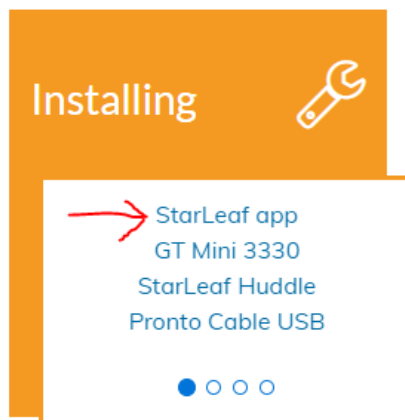 Installing
StarLeaf app
GT Mini 3330
StarLeaf Huddle
Pronto Cable USB